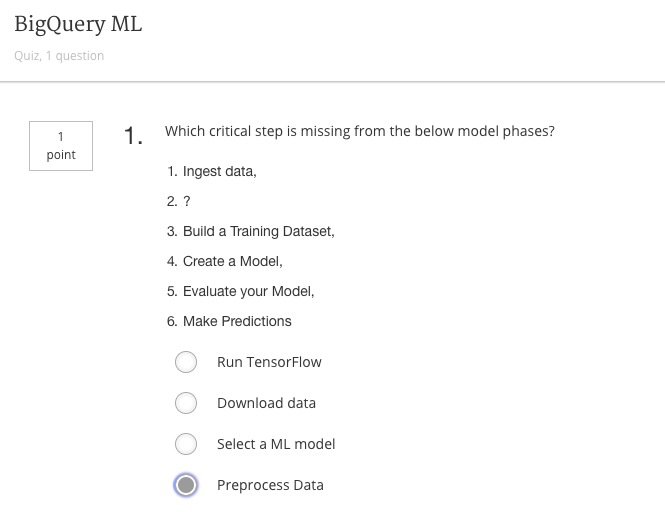 BigQuery ML
Quiz, 1 question
1
point
1.
Which critical step is missing from the below model phases?
1. Ingest data,
2. ?
3. Build a Training Dataset,
4. Create a Model,
5. Evaluate your Model,
6. Make Predictions
Run TensorFlow
Download data
Select a ML model
Preprocess Data